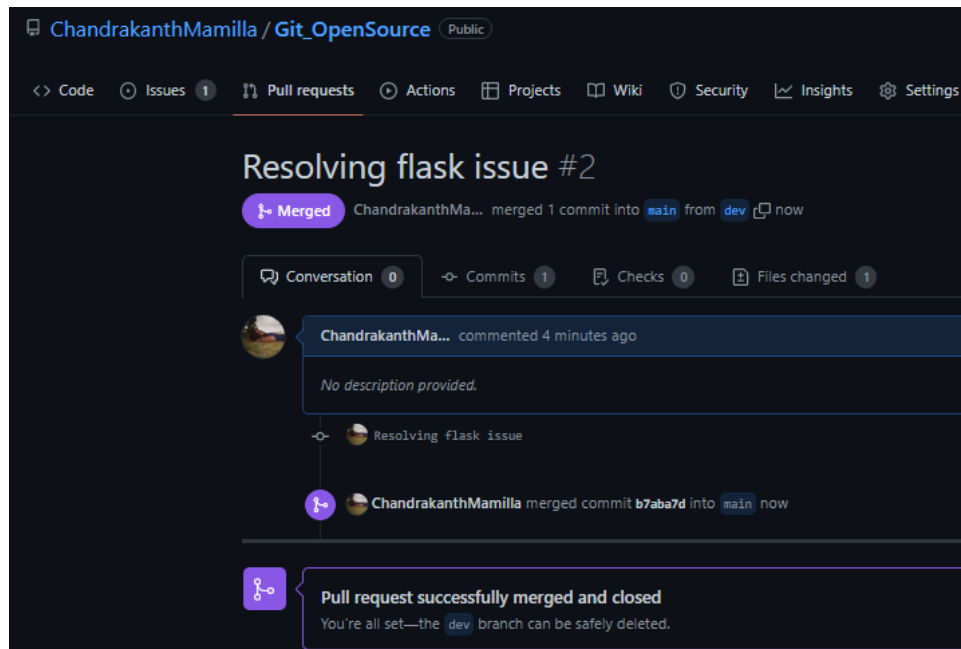 ChandrakanthMamilla / Git_OpenSource Public
Code Issues 1 Pull requests Actions Projects Wiki Security Insights Settings
Resolving flask issue #2
Merged ChandrakanthMa... merged 1 commit into main from dev now
Conversation 0 Commits 1 Checks 0 Files changed 1
ChandrakanthMa... commented 4 minutes ago
No description provided.
Resolving flask issue
ChandrakanthMamilla merged commit b7aba7d into main now
Pull request successfully merged and closed
You're all set—the dev branch can be safely deleted.